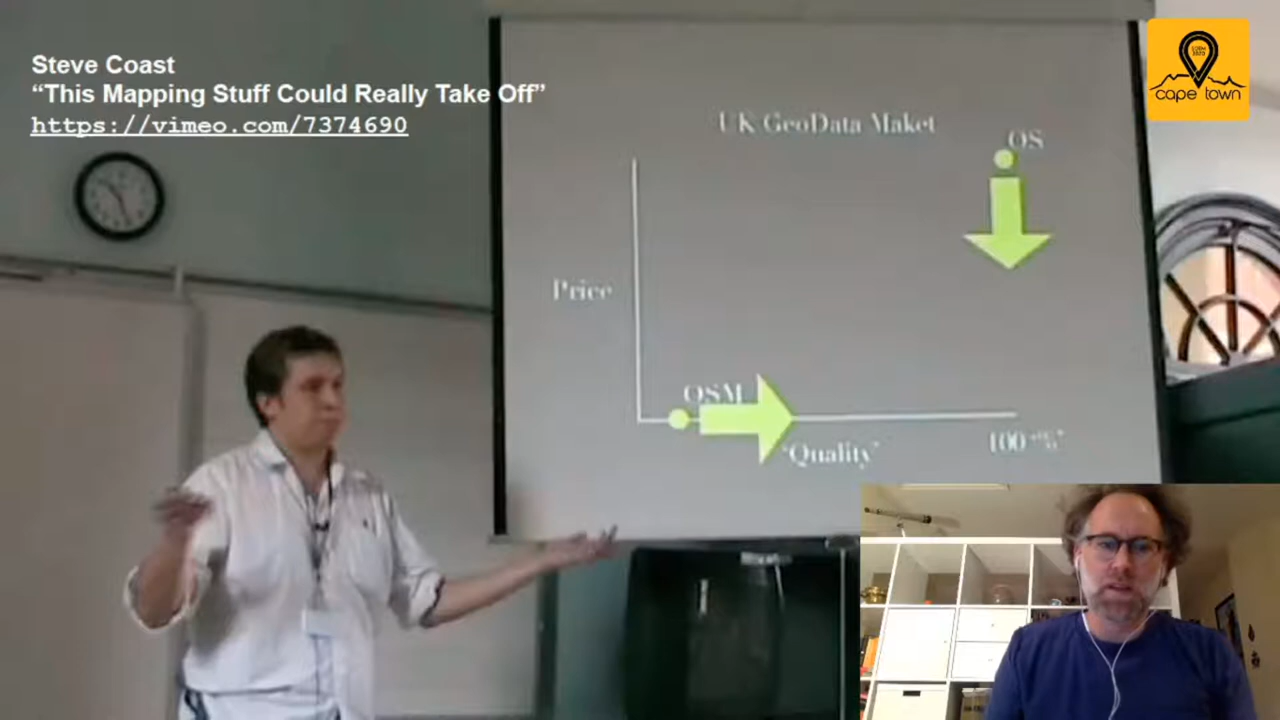 Steve Coast
“This Mapping Stuff Could Really Take Off”
https://vimeo.com/7374690
cape town
UK GeoData Maket
OS
Price
OSM
"Quality"
100